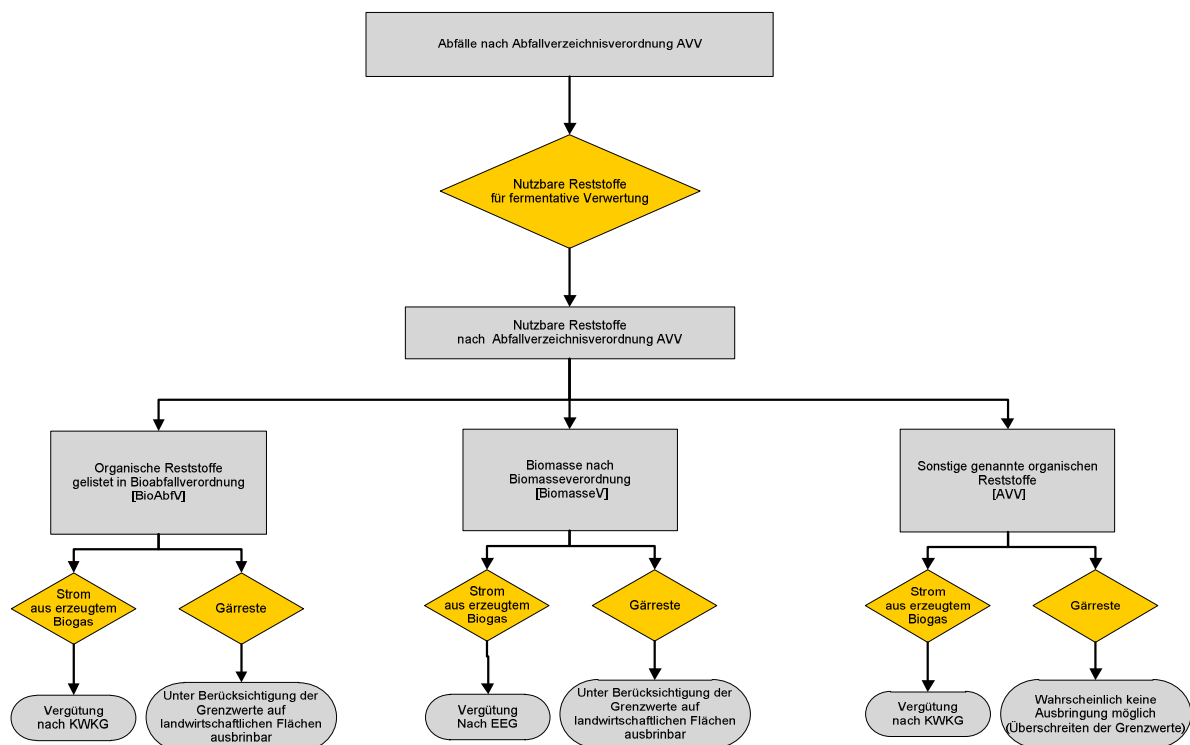 Abfälle nach Abfallverzeichnisverordnung AVV
Nutzbare Reststoffe
für fermentative Verwertung
Nutzbare Reststoffe
nach Abfallverzeichnisverordnung AVV
Organische Reststoffe
gelistet in Bioabfallverordnung
[BioAbfV]
Biomasse nach
Biomasseverordnung
[BiomasseV]
Sonstige genannte organischen
Reststoffe
[AVV]
Strom
aus erzeugtem
Biogas
Gärreste
Strom
aus erzeugtem
Biogas
Gärreste
Strom
aus erzeugtem
Biogas
Gärreste
Vergütung
nach KWKG
Unter Berücksichtigung der
Grenzwerte auf
landwirtschaftlichen Flächen
ausbrinbar
Vergütung
Nach EEG
Unter Berücksichtigung der
Grenzwerte auf
landwirtschaftlichen Flächen
ausbrinbar
Vergütung
nach KWKG
Wahrscheinlich keine
Ausbringung möglich
(Überschreiten der Grenzwerte)